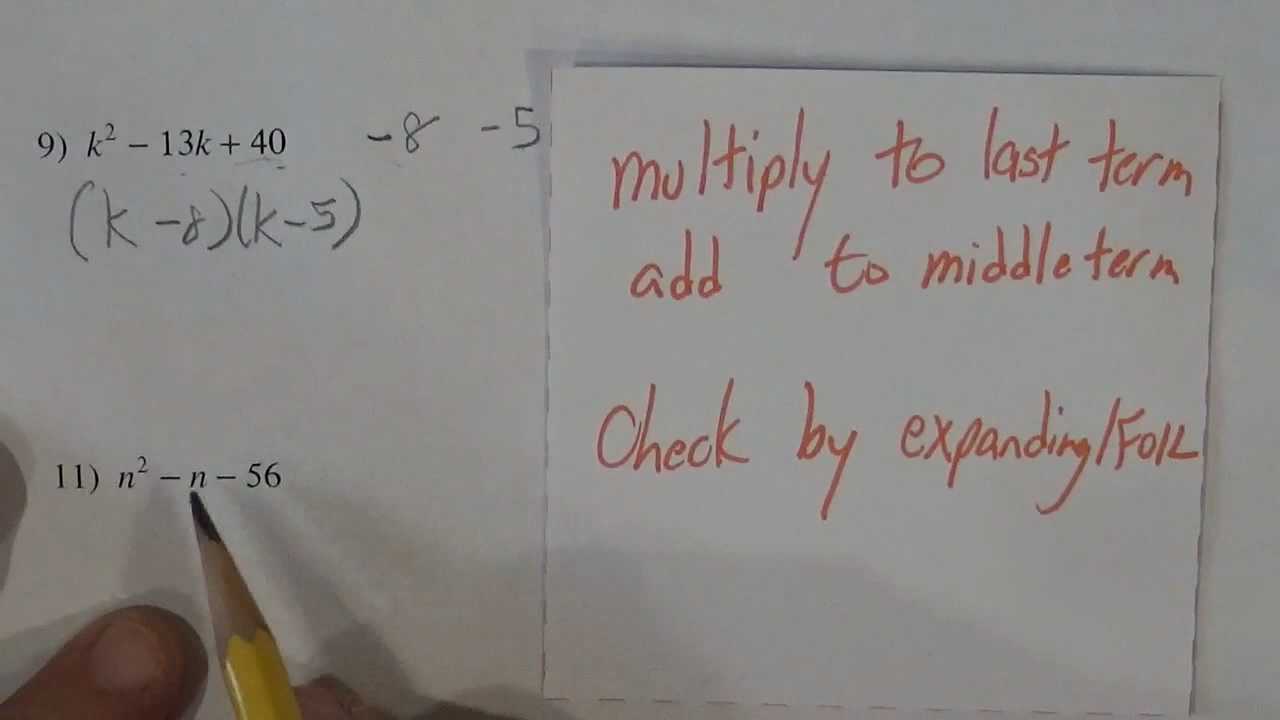 9) k² − 13k + 40 -8 -5
(k -8)(k-5)
11) n² − n − 56
multiply to last term
add to middle term
Check by expanding/FOIL